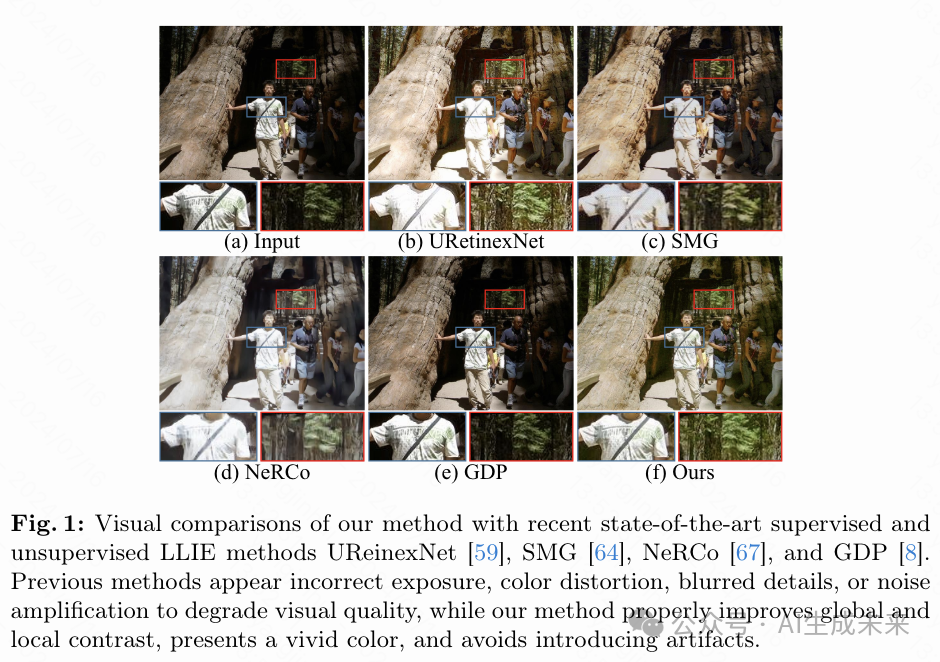 (a) Input
(b) URetinexNet
(c) SMG
(d) NeRCo
(e) GDP
(f) Ours
Fig. 1: Visual comparisons of our method with recent state-of-the-art supervised and
unsupervised LLIE methods UReinexNet [59], SMG [64], NeRCo [67], and GDP [8].
Previous methods appear incorrect exposure, color distortion, blurred details, or noise
amplification to degrade visual quality, while our method properly improves global and
local contrast, presents a vivid color, and avoids introducing artifacts.
公众号 · AI生成未来